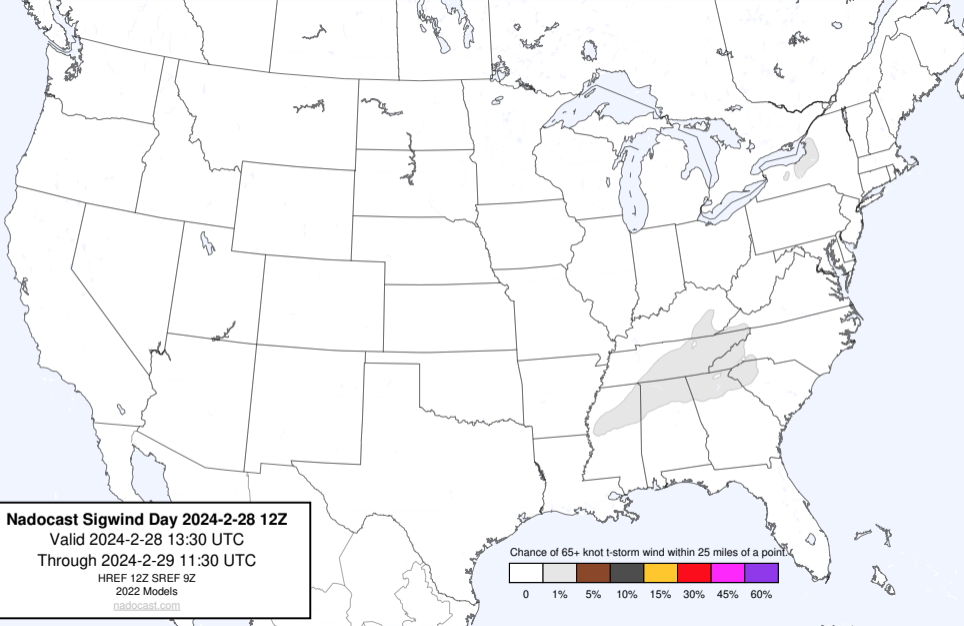 Nadocast Sigwind Day 2024-2-28 12Z
Valid 2024-2-28 13:30 UTC
Through 2024-2-29 11:30 UTC
HREF 12Z SREF 9Z
2022 Models
nadocast.com
Chance of 65+ knot t-storm wind within 25 miles of a point.
0 1% 5% 10% 15% 30% 45% 60%